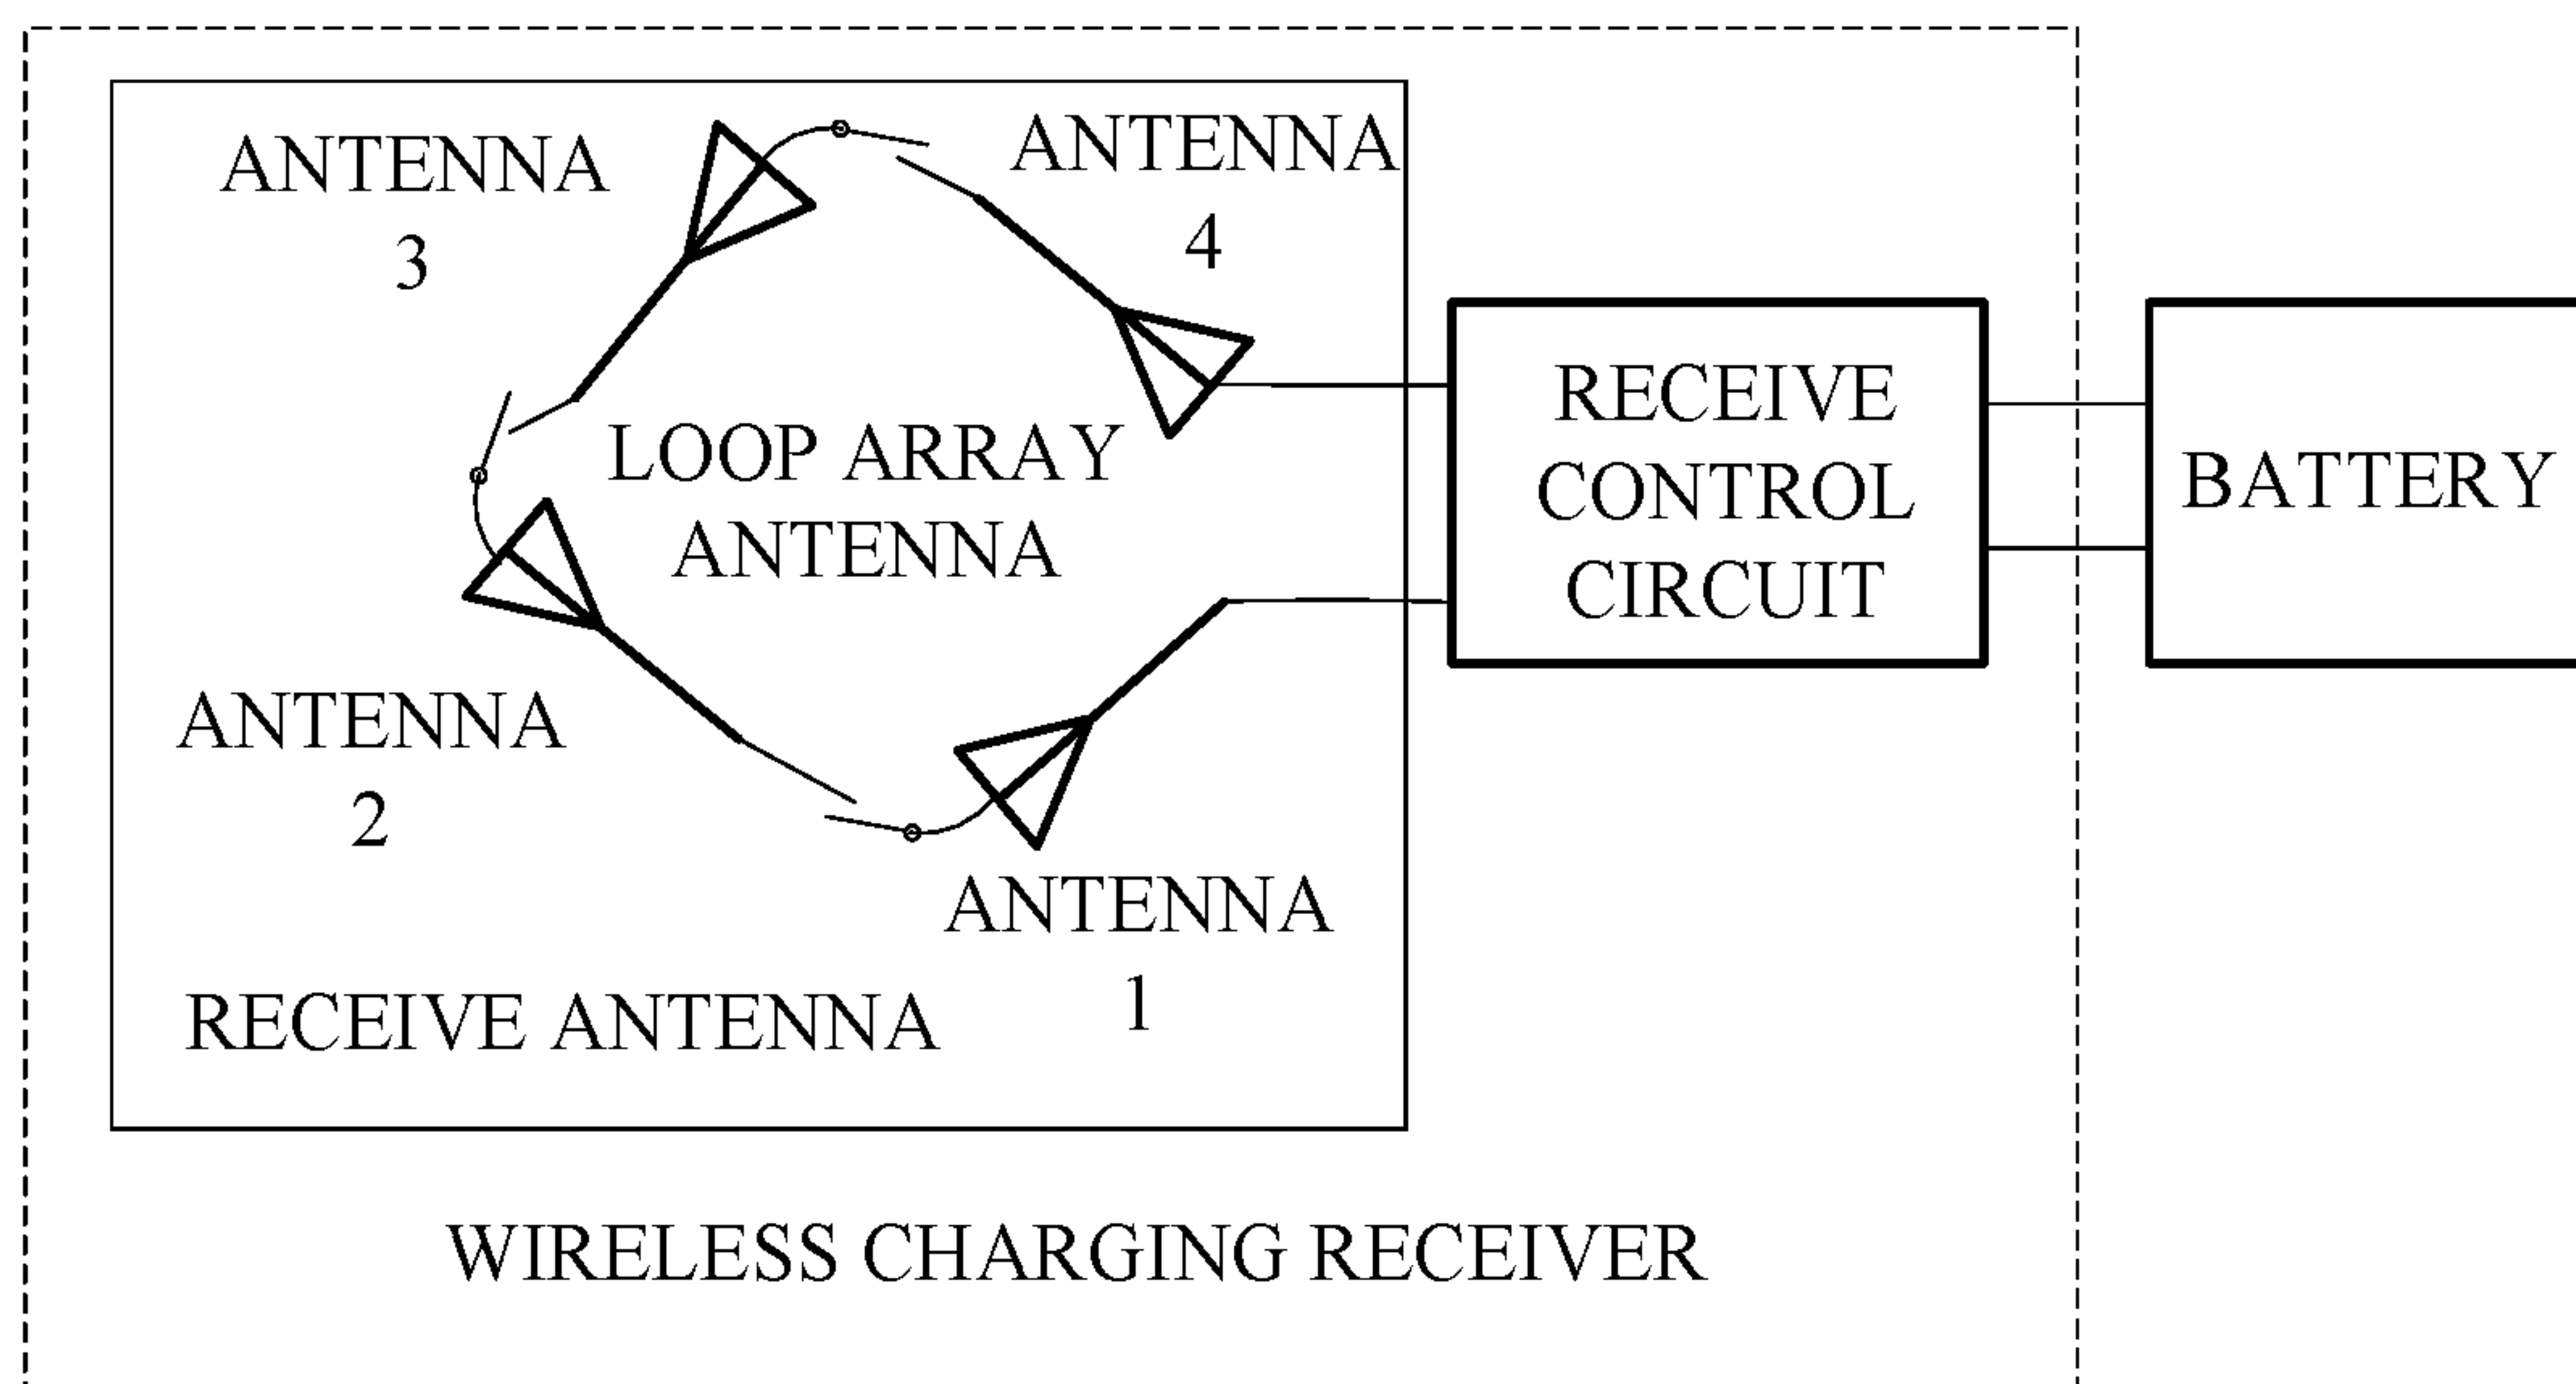 ANTENNA
3
ANTENNA
4
LOOP ARRAY
ANTENNA
RECEIVE
CONTROL
CIRCUIT
BATTERY
ANTENNA
2
ANTENNA
1
RECEIVE ANTENNA
WIRELESS CHARGING RECEIVER